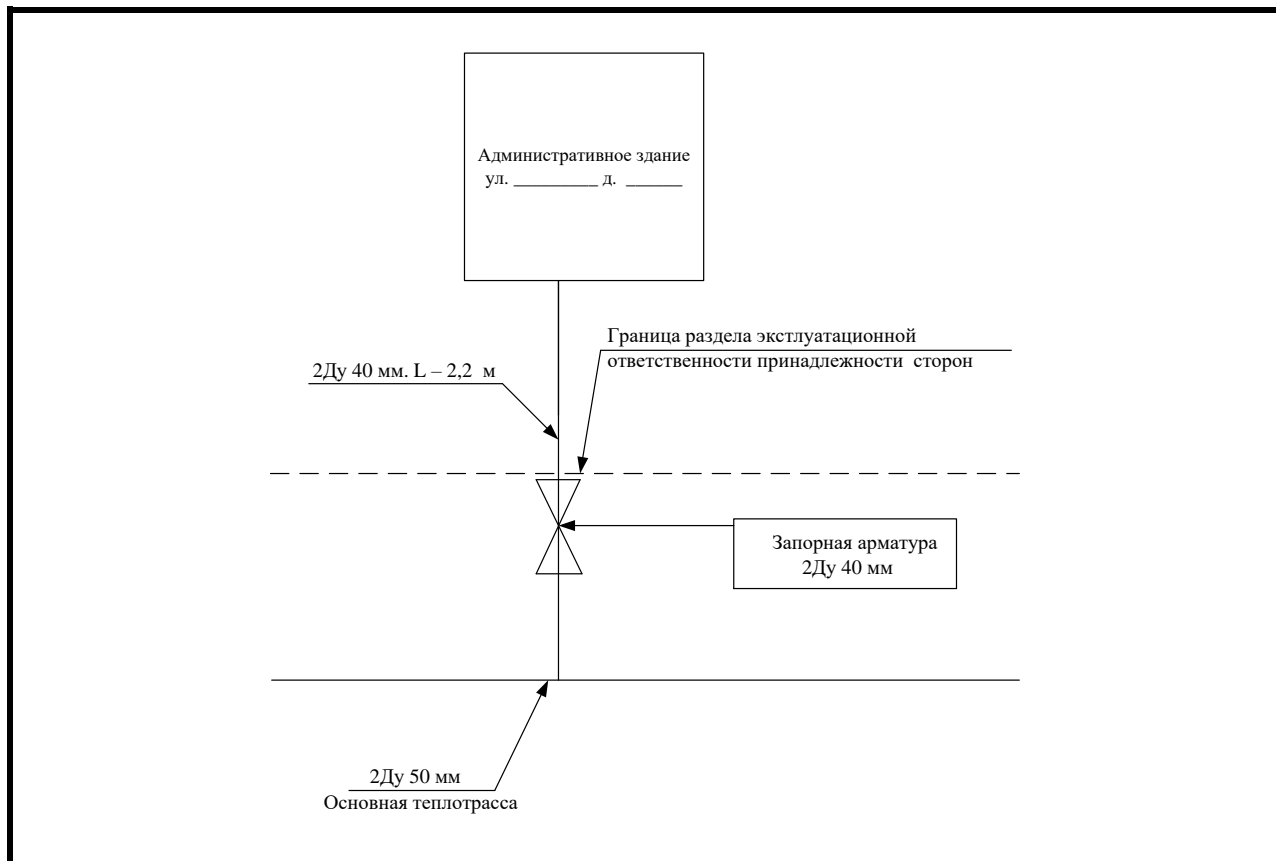 Административное здание
ул. _________ д. ______
Граница раздела экстлуатационной
ответственности принадлежности сторон
2Ду 40 мм. L – 2,2 м
Запорная арматура
2Ду 40 мм
2Ду 50 мм
Основная теплотрасса